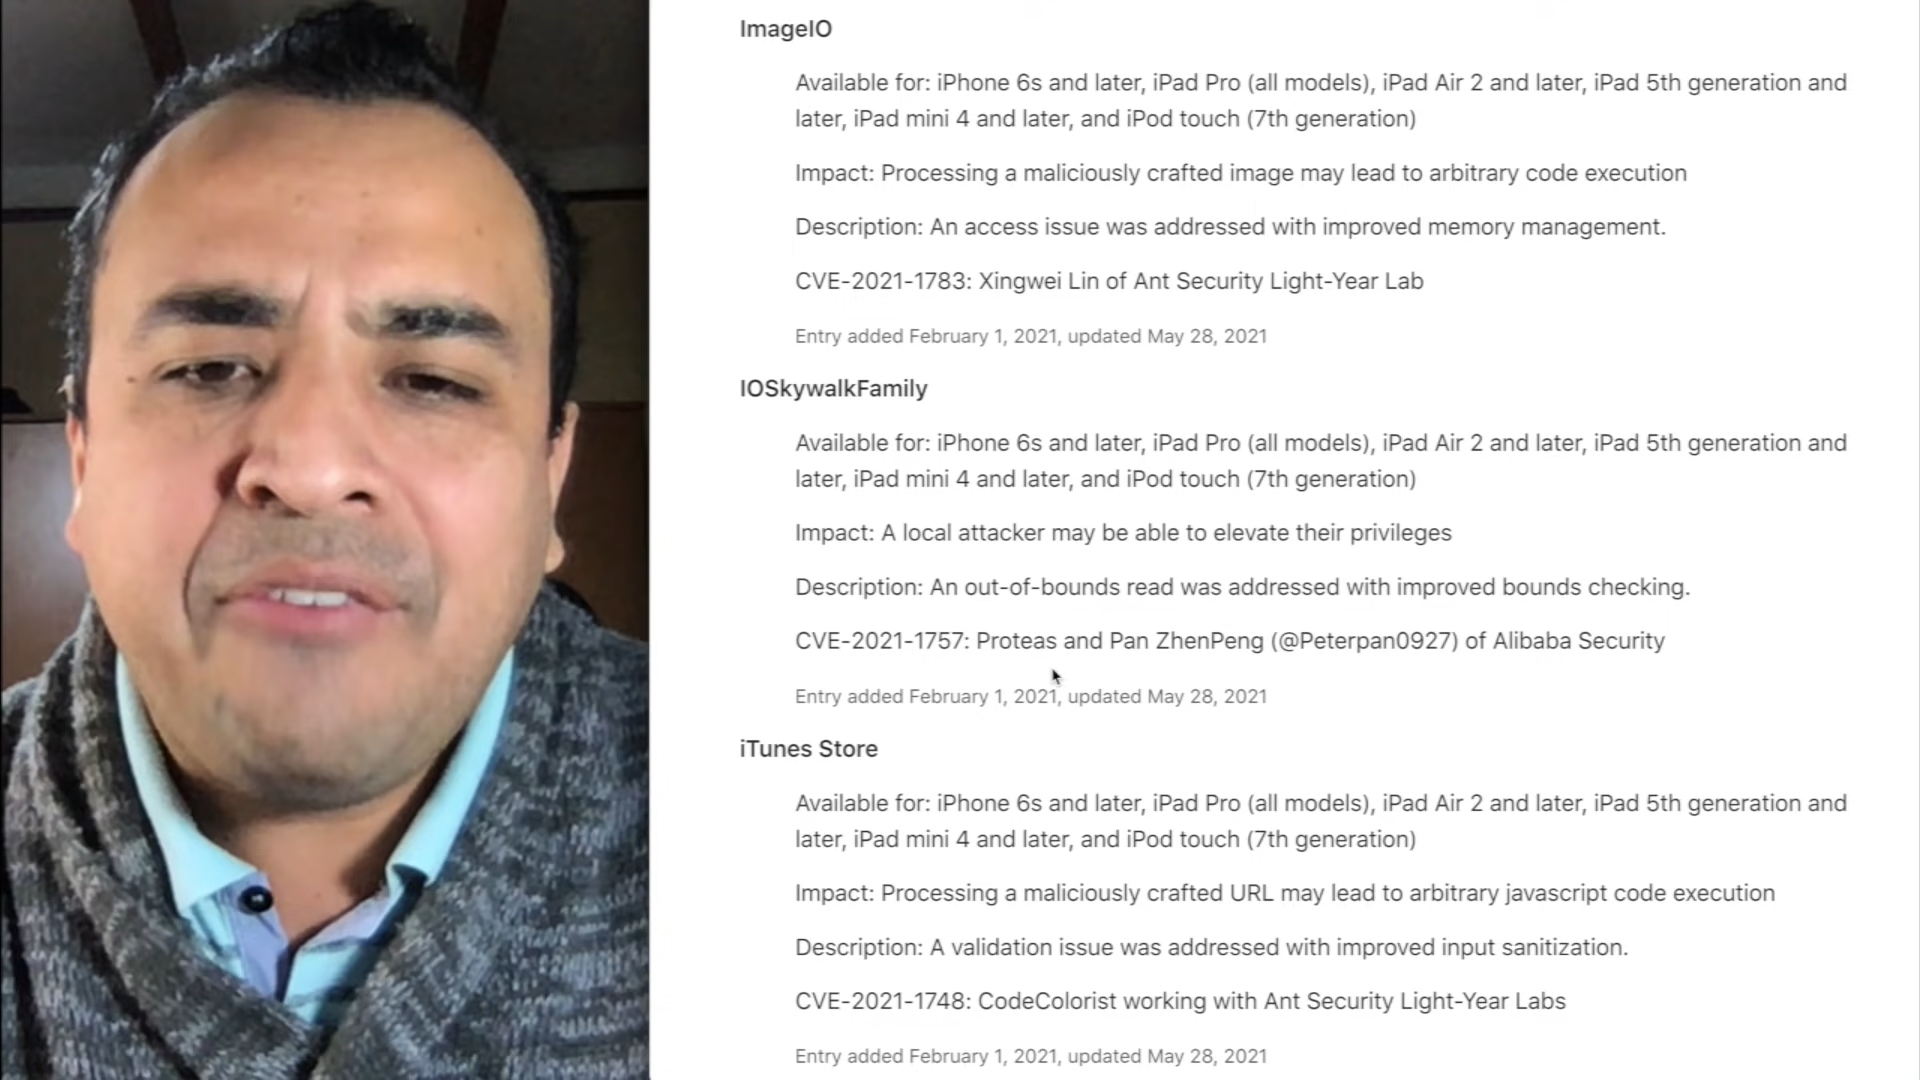 ImageIO
Available for: iPhone 6s and later, iPad Pro (all models), iPad Air 2 and later, iPad 5th generation and
later, iPad mini 4 and later, and iPod touch (7th generation)
Impact: Processing a maliciously crafted image may lead to arbitrary code execution
Description: An access issue was addressed with improved memory management.
CVE-2021-1783: Xingwei Lin of Ant Security Light-Year Lab
Entry added February 1, 2021, updated May 28, 2021
IOSkywalkFamily
Available for: iPhone 6s and later, iPad Pro (all models), iPad Air 2 and later, iPad 5th generation and
later, iPad mini 4 and later, and iPod touch (7th generation)
Impact: A local attacker may be able to elevate their privileges
Description: An out-of-bounds read was addressed with improved bounds checking.
CVE-2021-1757: Proteas and Pan ZhenPeng (@Peterpan0927) of Alibaba Security
Entry added February 1, 2021, updated May 28, 2021
iTunes Store
Available for: iPhone 6s and later, iPad Pro (all models), iPad Air 2 and later, iPad 5th generation and
later, iPad mini 4 and later, and iPod touch (7th generation)
Impact: Processing a maliciously crafted URL may lead to arbitrary javascript code execution
Description: A validation issue was addressed with improved input sanitization.
CVE-2021-1748: CodeColorist working with Ant Security Light-Year Labs
Entry added February 1, 2021, updated May 28, 2021